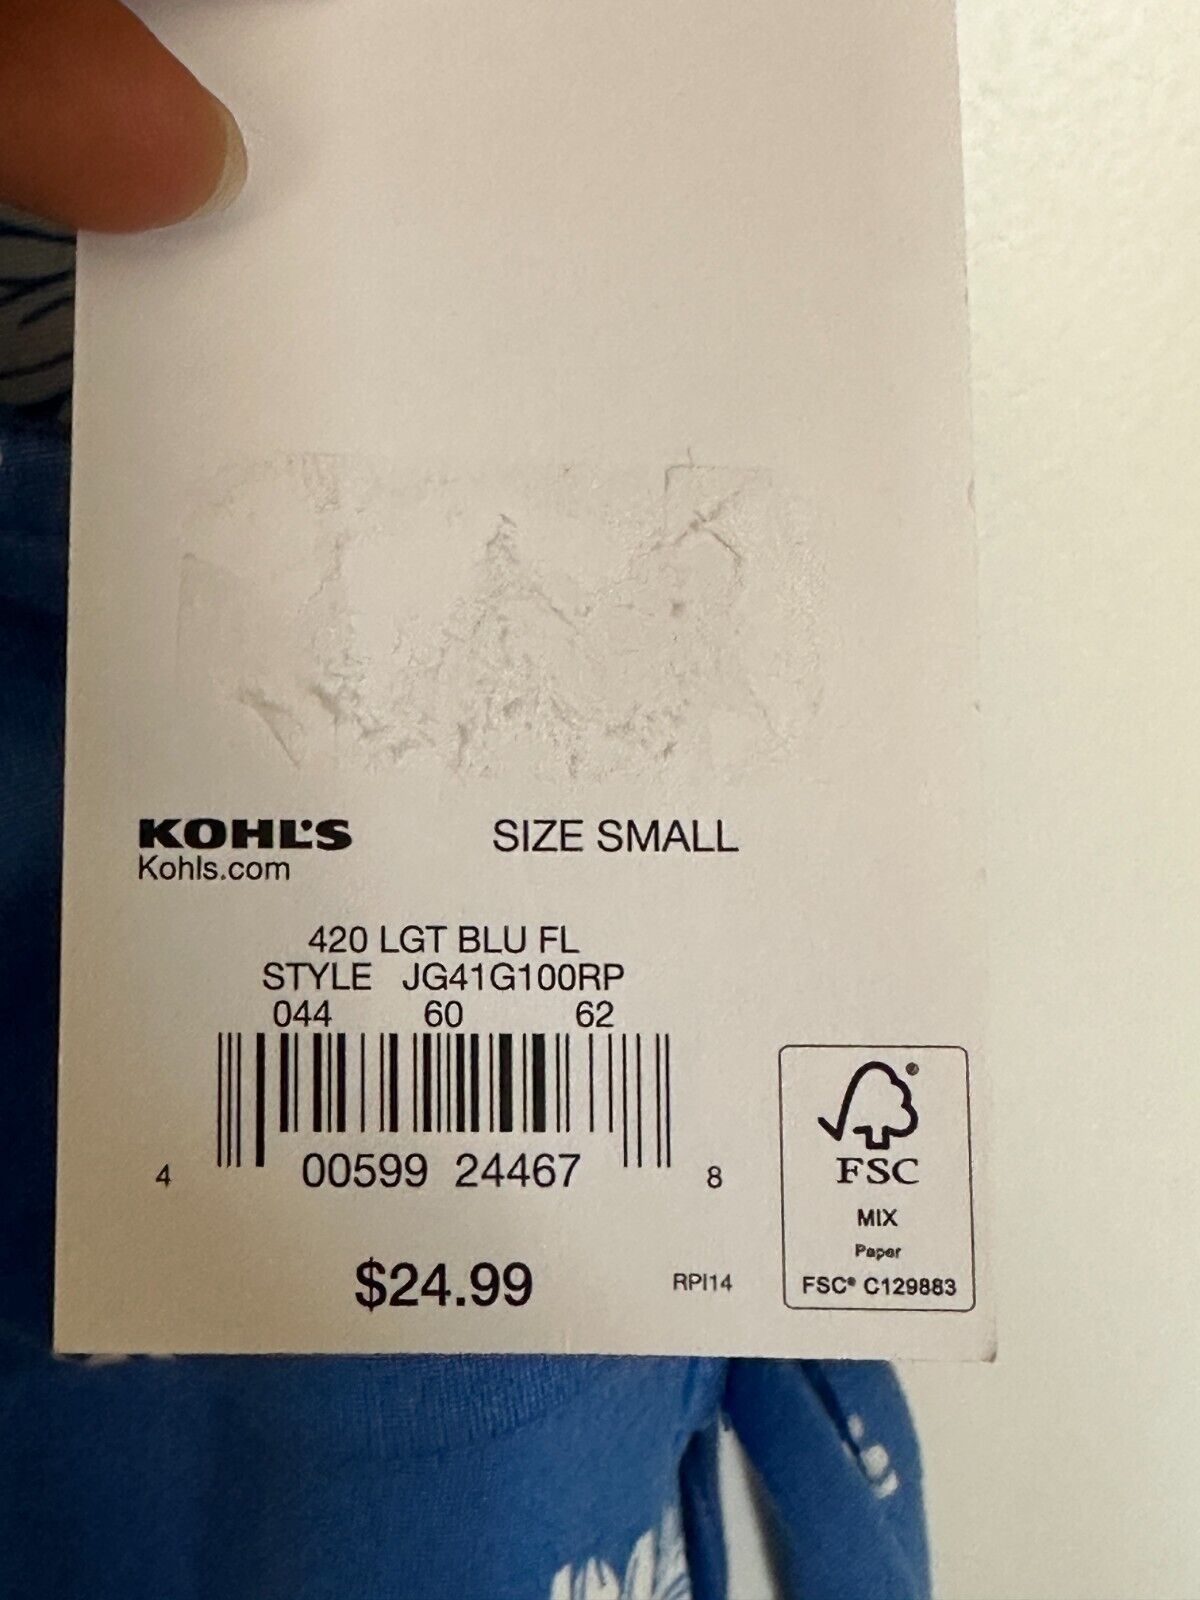 KOHL'S
Kohls.com
SIZE SMALL
420 LGT BLU FL
STYLE JG41G100RP
044 60 62
4 00599 24467 8
$24.99
RPI14
FSC
MIX
Paper
FSC® C129883